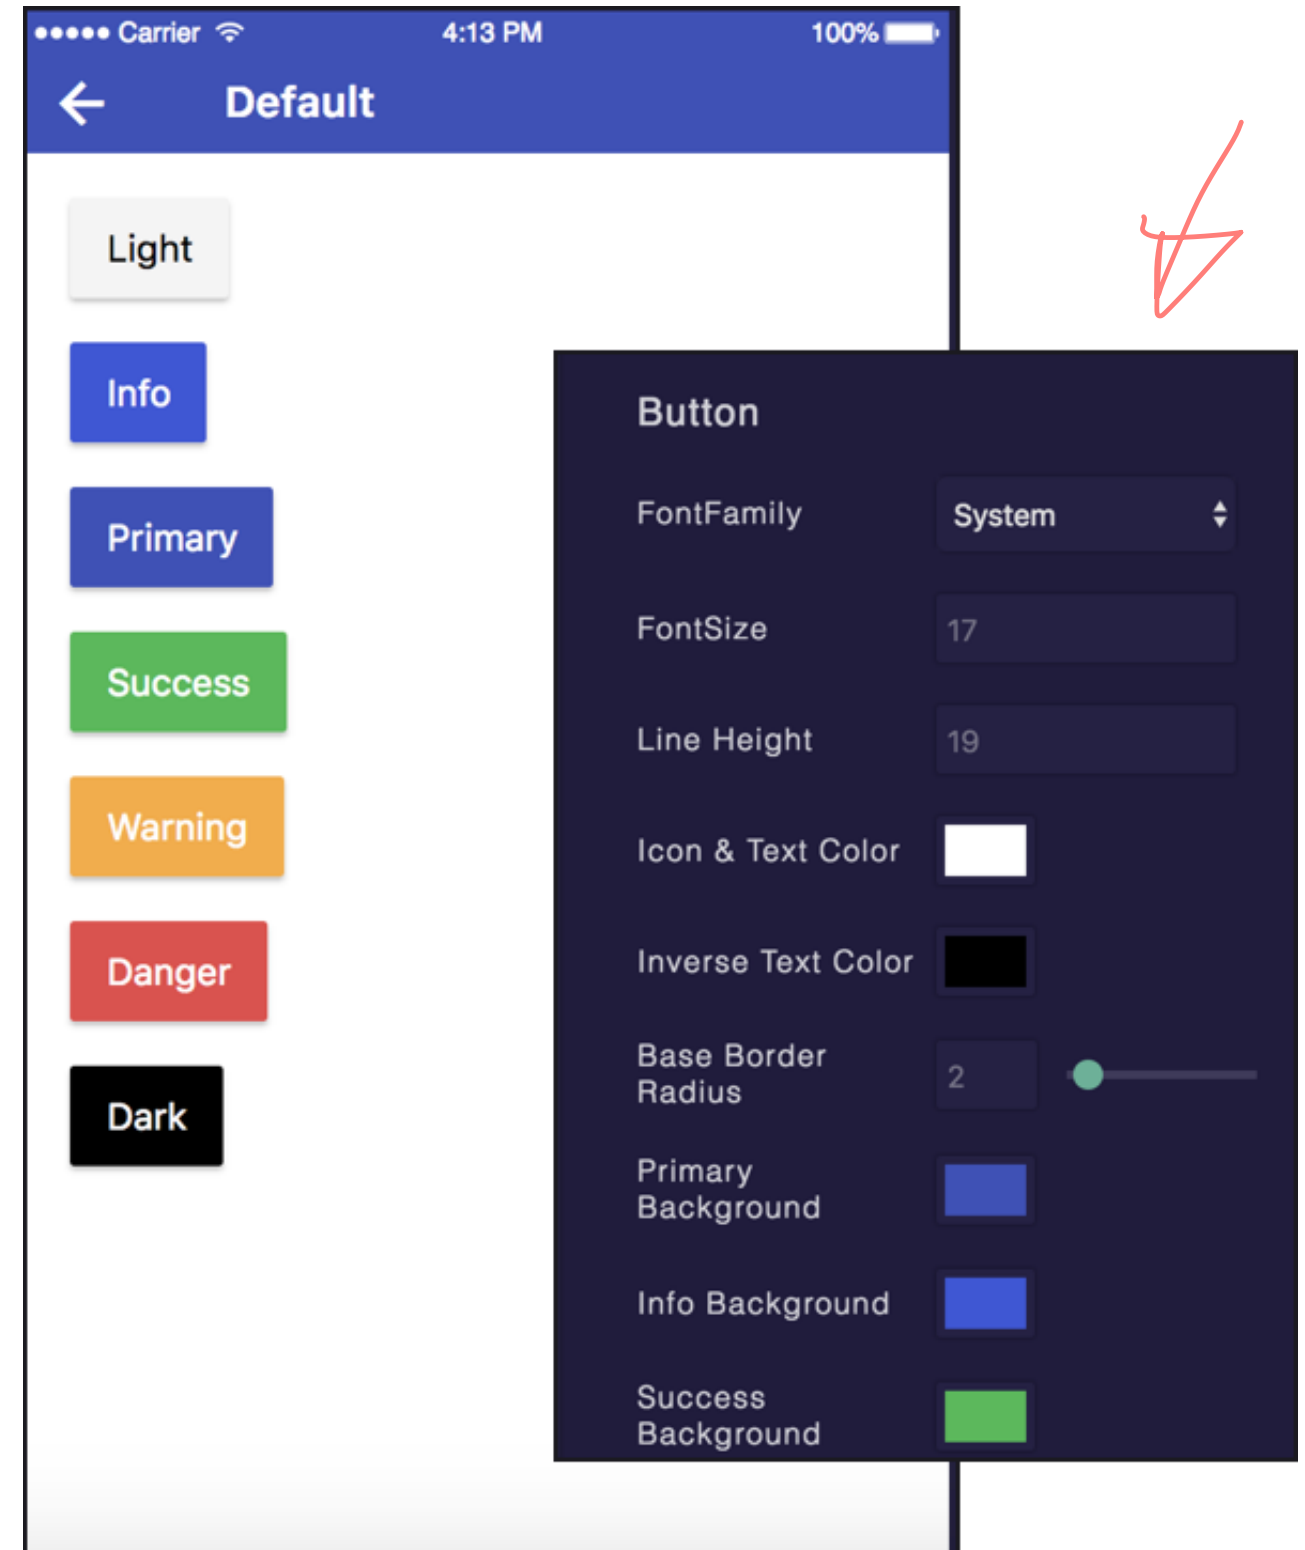 Carrier 4:13 PM 100%
Default
Light
Info
Primary
Success
Warning
Danger
Dark
Button
FontFamily System
FontSize 17
Line Height 19
Icon & Text Color
Inverse Text Color
Base Border
Radius 2
Primary
Background
Info Background
Success
Background